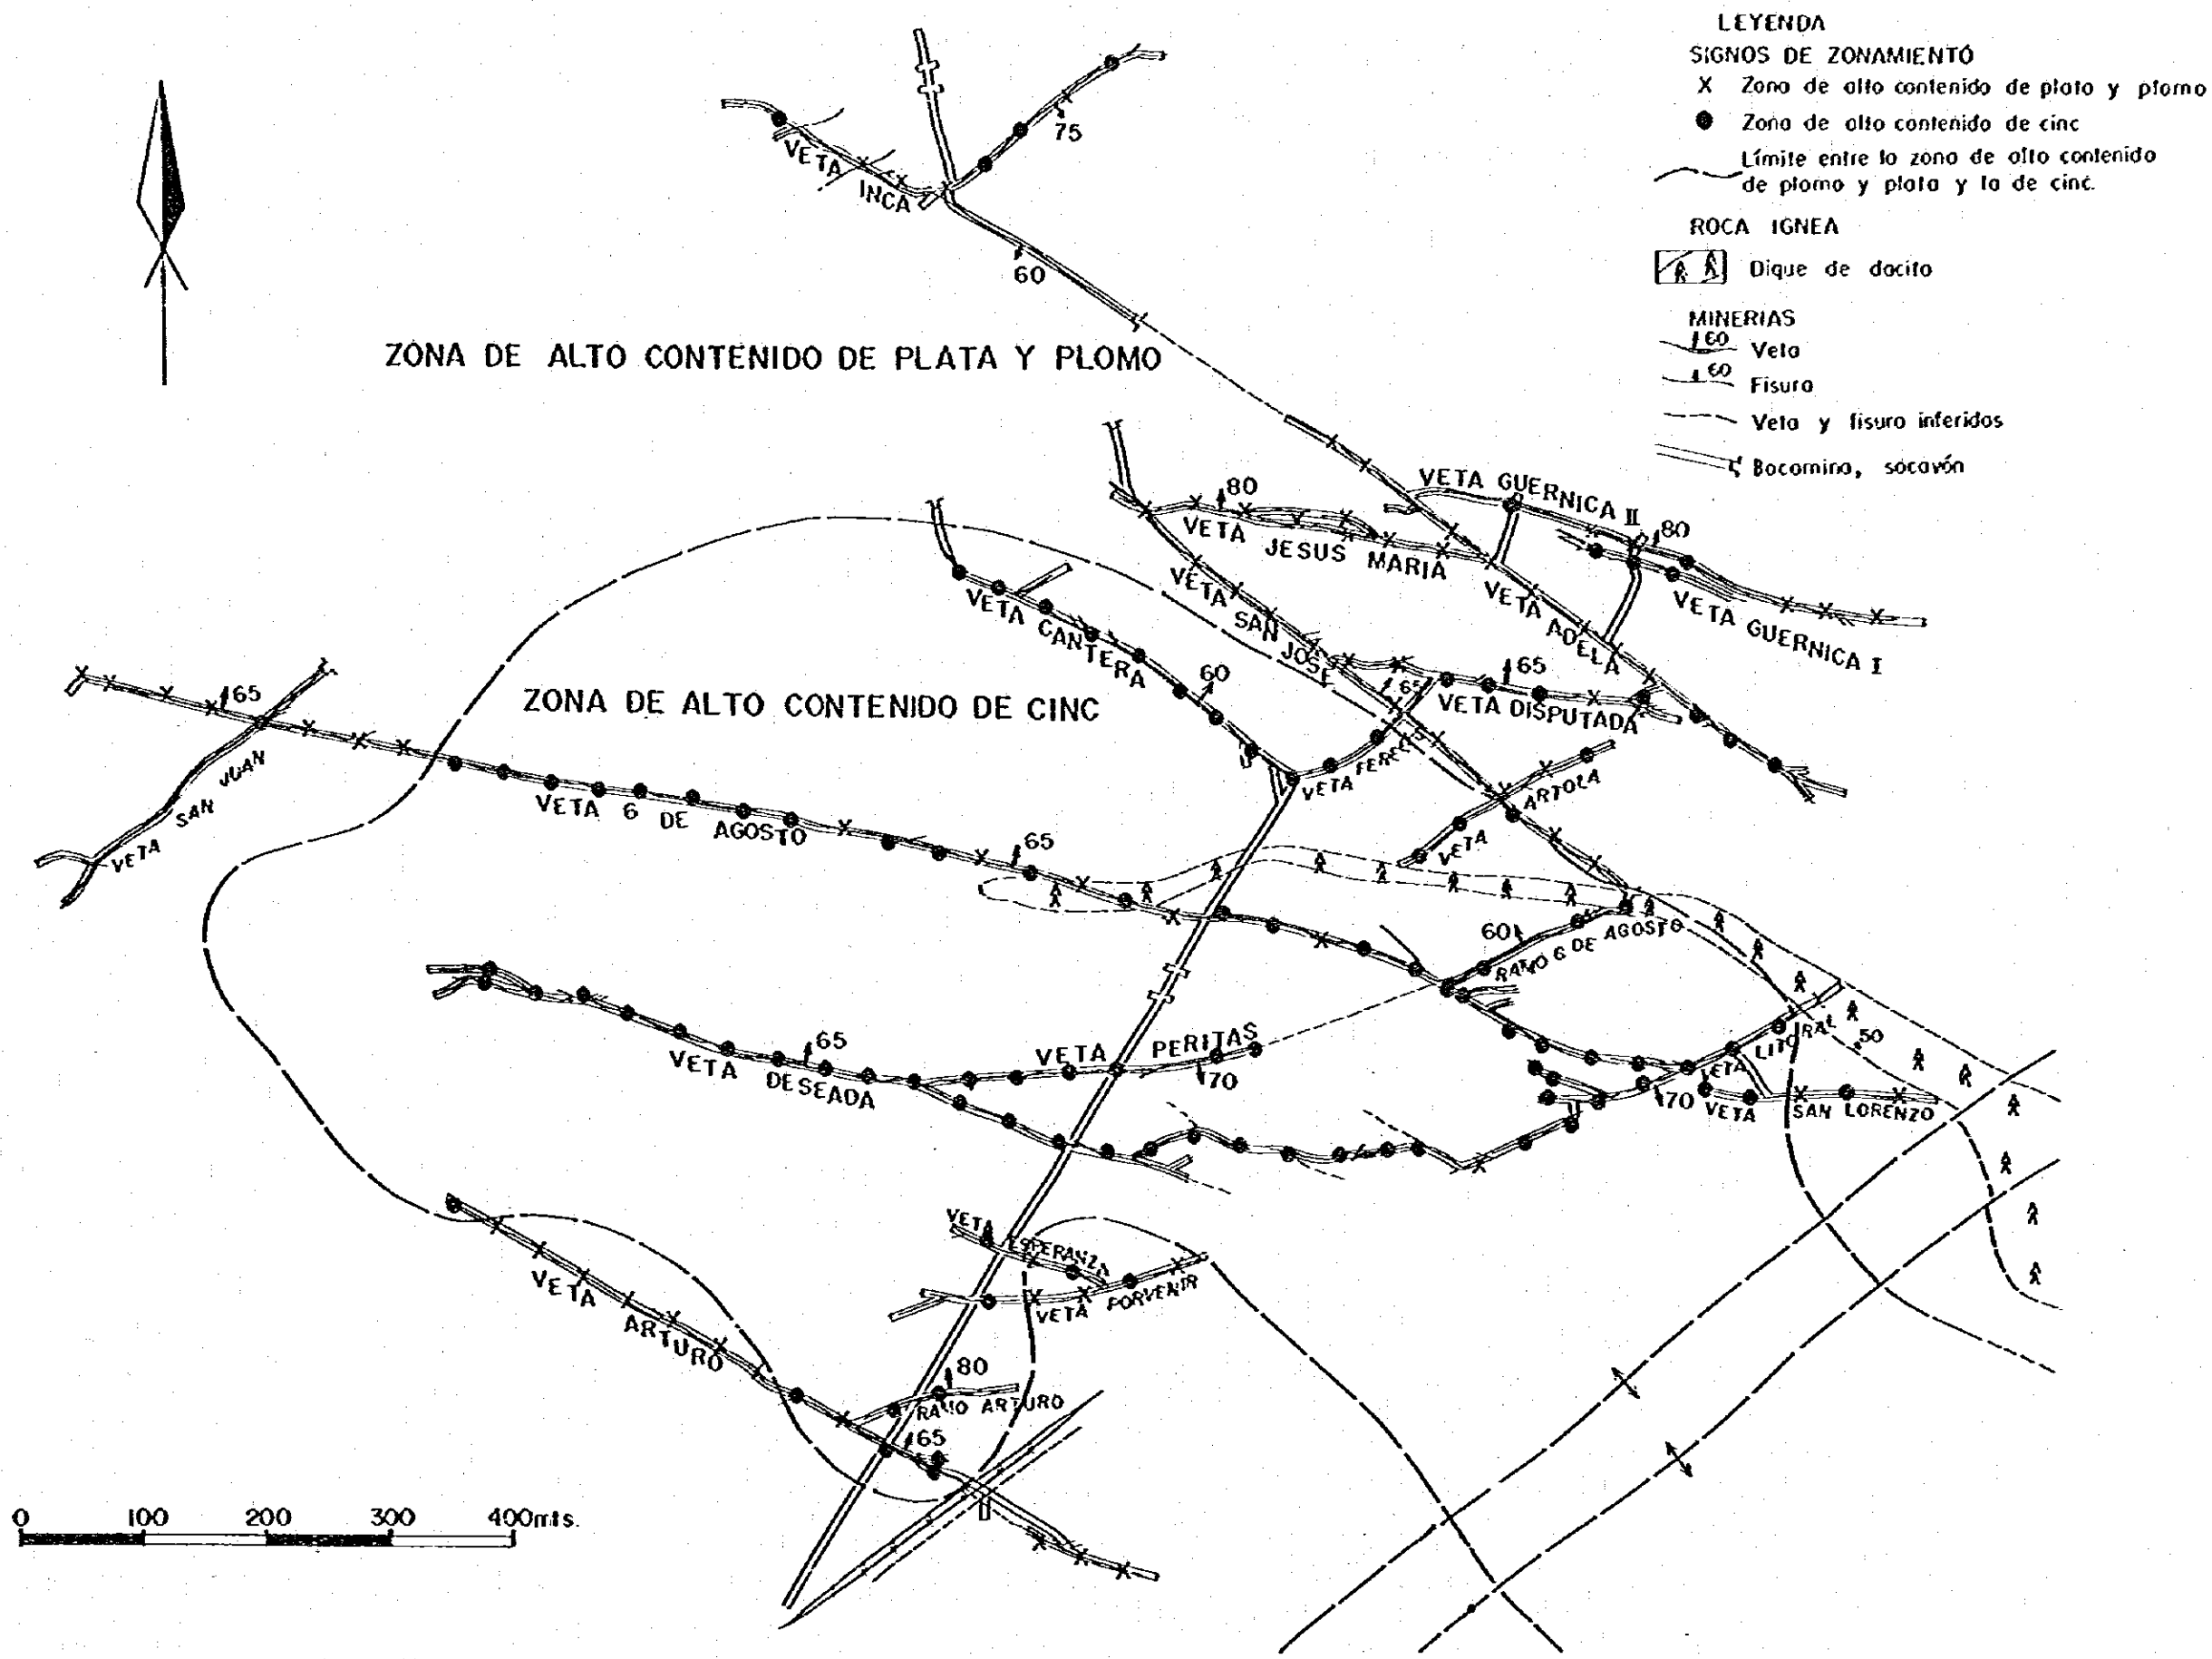 LEYENDA
SIGNOS DE ZONAMIENTO
X Zona de alto contenido de plata y plomo
Zona de alto contenido de cinc
Límite entre la zona de alto contenido
de plomo y plata y la de cinc.
ROCA IGNEA
Dique de dacita
MINERIAS
60 Veta
60 Fisura
Veta y fisura inferidos
Bocamina, socavón
75
VETA INCA
60
ZONA DE ALTO CONTENIDO DE PLATA Y PLOMO
VETA GUERNICA II
80
80
VETA JESUS MARIA
VETA SAN JOSE
VETA ADELA
VETA GUERNICA I
VETA CANTERA
60
65
65
VETA DISPUTADA
ZONA DE ALTO CONTENIDO DE CINC
65
VETA SAN JUAN
VETA 6 DE AGOSTO
VETA
VETA ARTOLA
65
60
RAMO 6 DE AGOSTO
VETA LITORAL
50
VETA PERITAS
70
65
VETA DESEADA
70
VETA SAN LORENZO
VETA ESPERANZA
VETA PORVENIR
VETA ARTURO
80
RAMO ARTURO
65
0 100 200 300 400mts.